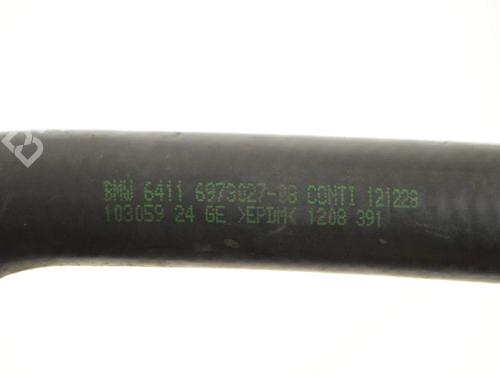 BMW 6411 6973027-08 CONTI 121228
103059 24 GE >EPDM< 1208 391